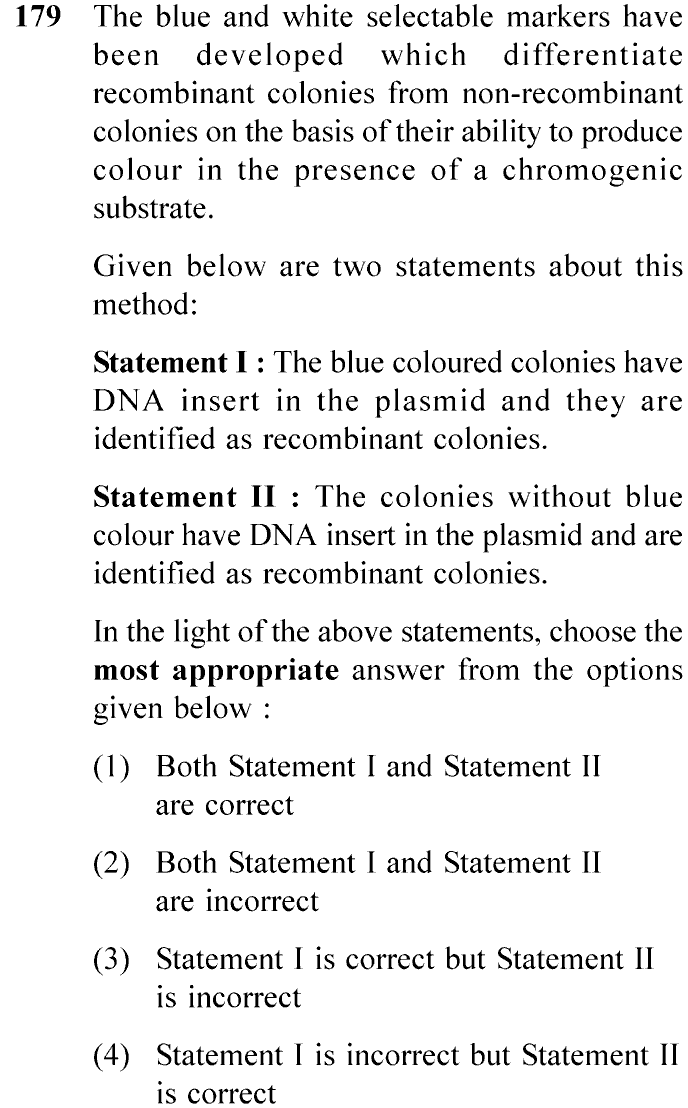 179 The blue and white selectable markers have
been developed which differentiate
recombinant colonies from non-recombinant
colonies on the basis of their ability to produce
colour in the presence of a chromogenic
substrate.
Given below are two statements about this
method:
Statement I : The blue coloured colonies have
DNA insert in the plasmid and they are
identified as recombinant colonies.
Statement II : The colonies without blue
colour have DNA insert in the plasmid and are
identified as recombinant colonies.
In the light of the above statements, choose the
most appropriate answer from the options
given below :
(1) Both Statement I and Statement II
are correct
(2) Both Statement I and Statement II
are incorrect
(3) Statement I is correct but Statement II
is incorrect
(4) Statement I is incorrect but Statement II
is correct